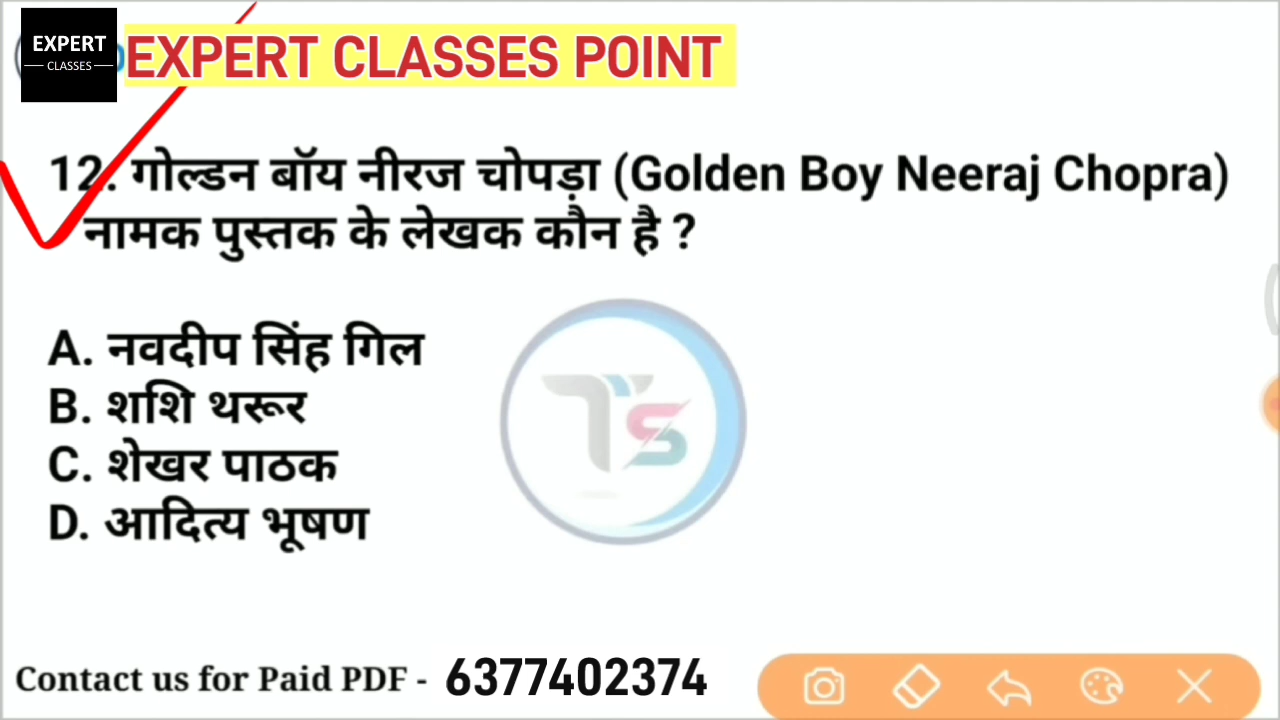 EXPERT
CLASSES
EXPERT CLASSES POINT
12. गोल्डन बॉय नीरज चोपड़ा (Golden Boy Neeraj Chopra)
नामक पुस्तक के लेखक कौन है ?
A. नवदीप सिंह गिल
B. शशि थरूर
C. शेखर पाठक
D. आदित्य भूषण
TS
Contact us for Paid PDF - 6377402374